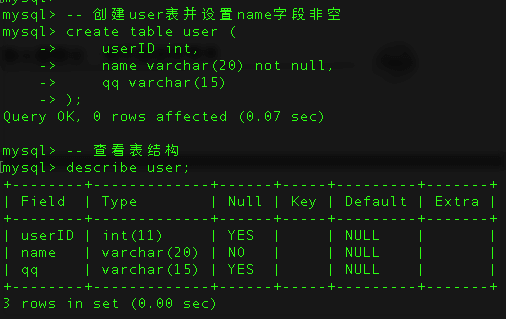 mysql> -- 创建user表并设置name字段非空
mysql> create table user (
    ->     userID int,
    ->     name varchar(20) not null,
    ->     qq varchar(15)
    -> );
Query OK, 0 rows affected (0.07 sec)
mysql> -- 查看表结构
[mysql> describe user;
+--------+-------------+------+-----+---------+-------+
| Field  | Type        | Null | Key | Default | Extra |
+--------+-------------+------+-----+---------+-------+
| userID | int(11)     | YES  |     | NULL    |       |
| name   | varchar(20) | NO   |     | NULL    |       |
| qq     | varchar(15) | YES  |     | NULL    |       |
+--------+-------------+------+-----+---------+-------+
3 rows in set (0.00 sec)